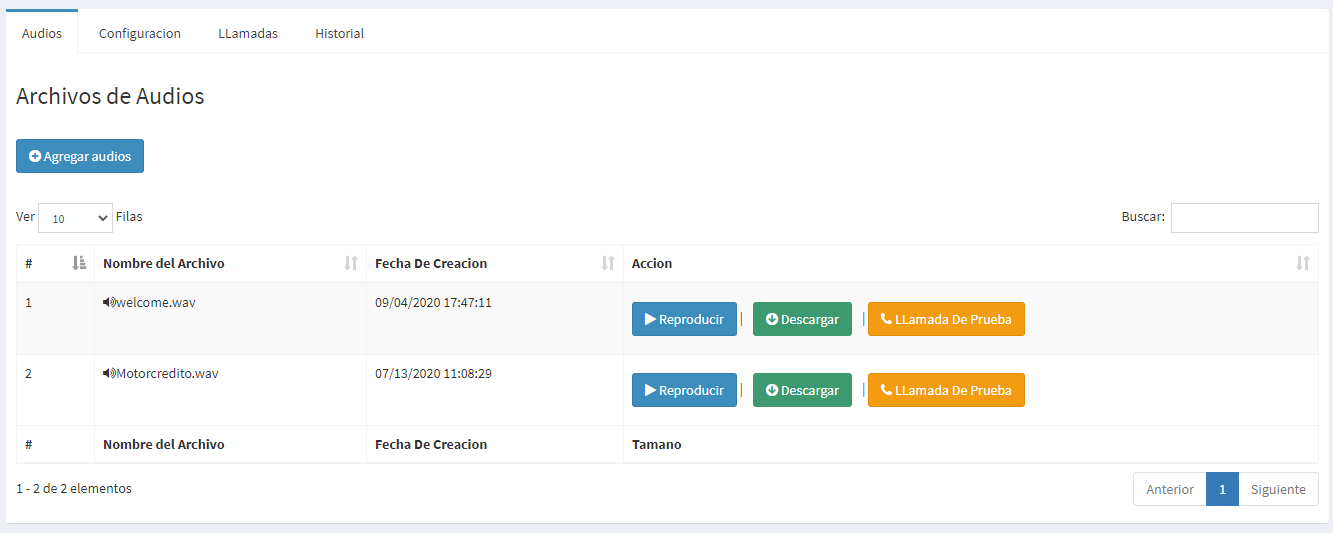 Audios Configuracion LLamadas Historial
Archivos de Audios
Agregar audios
Ver 10 Filas Buscar:
# Nombre del Archivo Fecha De Creacion Accion
1 welcome.wav 09/04/2020 17:47:11 Reproducir | Descargar | LLamada De Prueba
2 Motorcredito.wav 07/13/2020 11:08:29 Reproducir | Descargar | LLamada De Prueba
# Nombre del Archivo Fecha De Creacion Tamano
1 - 2 de 2 elementos Anterior 1 Siguiente